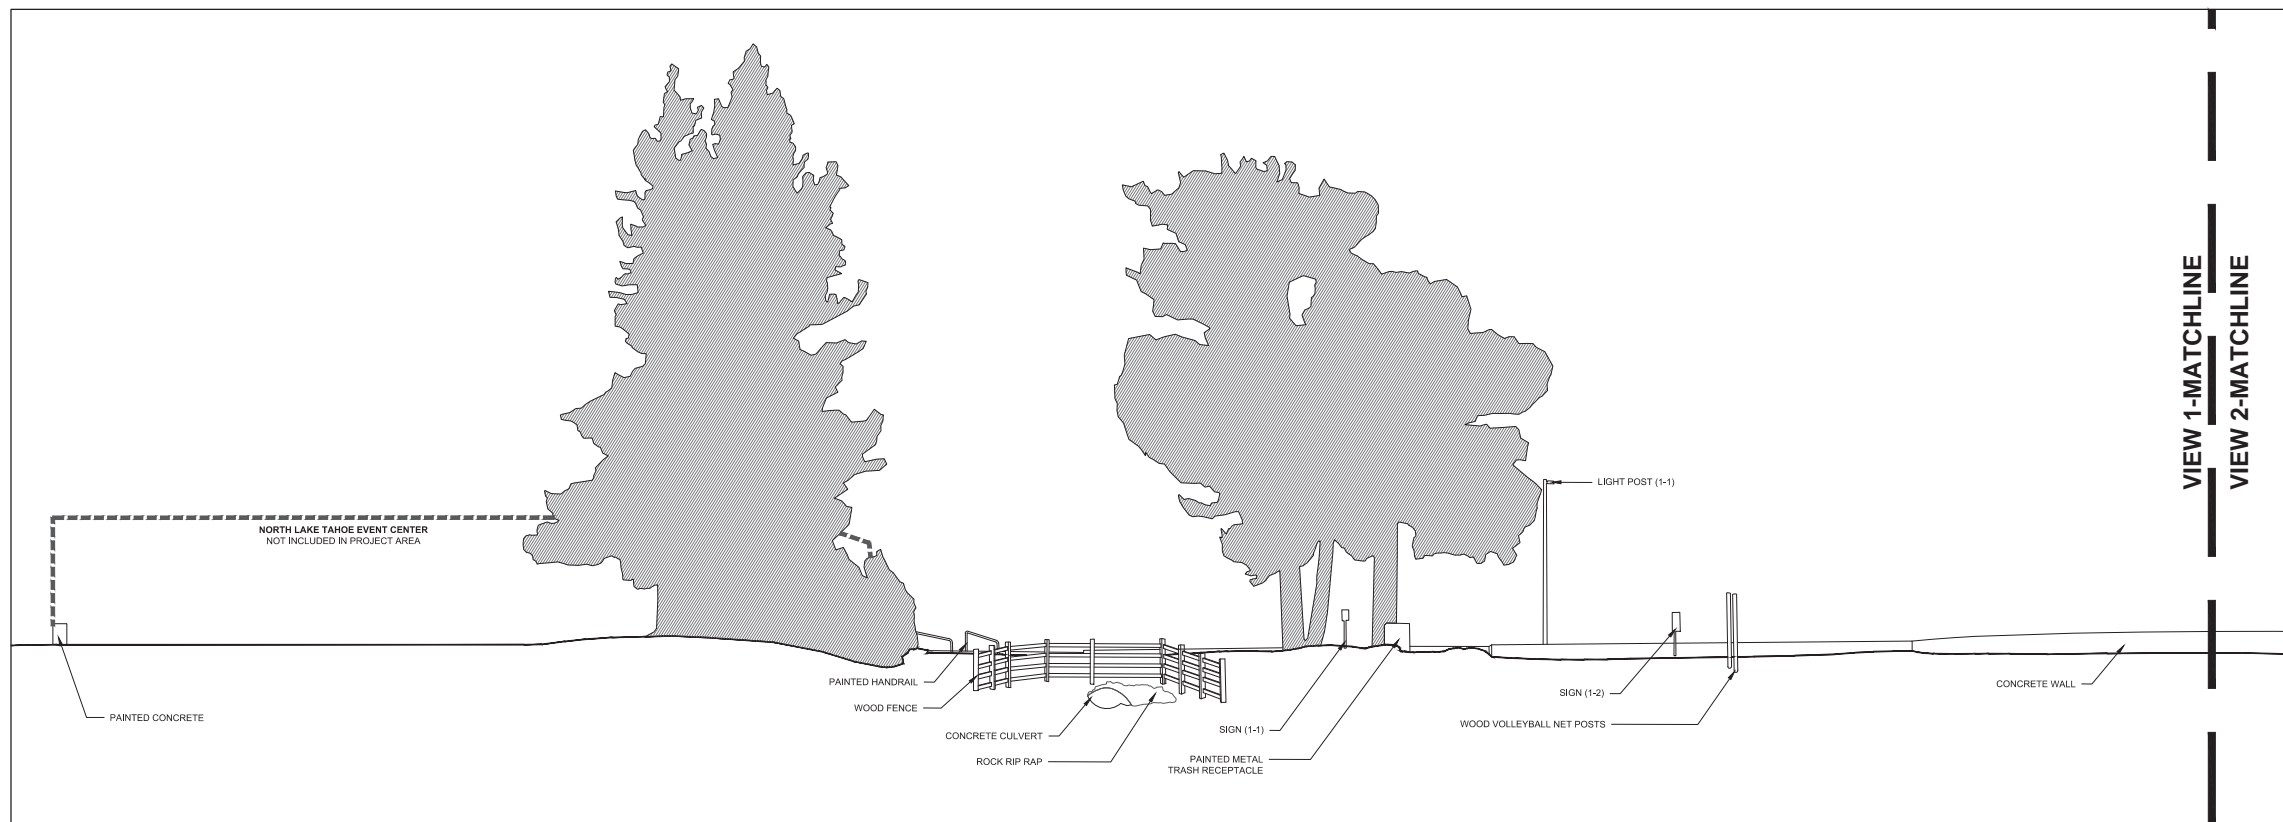 VIEW 1-MATCHLINE
VIEW 2-MATCHLINE
LIGHT POST (1-1)
NORTH LAKE TAHOE EVENT CENTER
NOT INCLUDED IN PROJECT AREA
PAINTED HANDRAIL
WOOD FENCE
PAINTED CONCRETE
CONCRETE CULVERT
ROCK RIP RAP
SIGN (1-1)
PAINTED METAL
TRASH RECEPTACLE
SIGN (1-2)
WOOD VOLLEYBALL NET POSTS
CONCRETE WALL